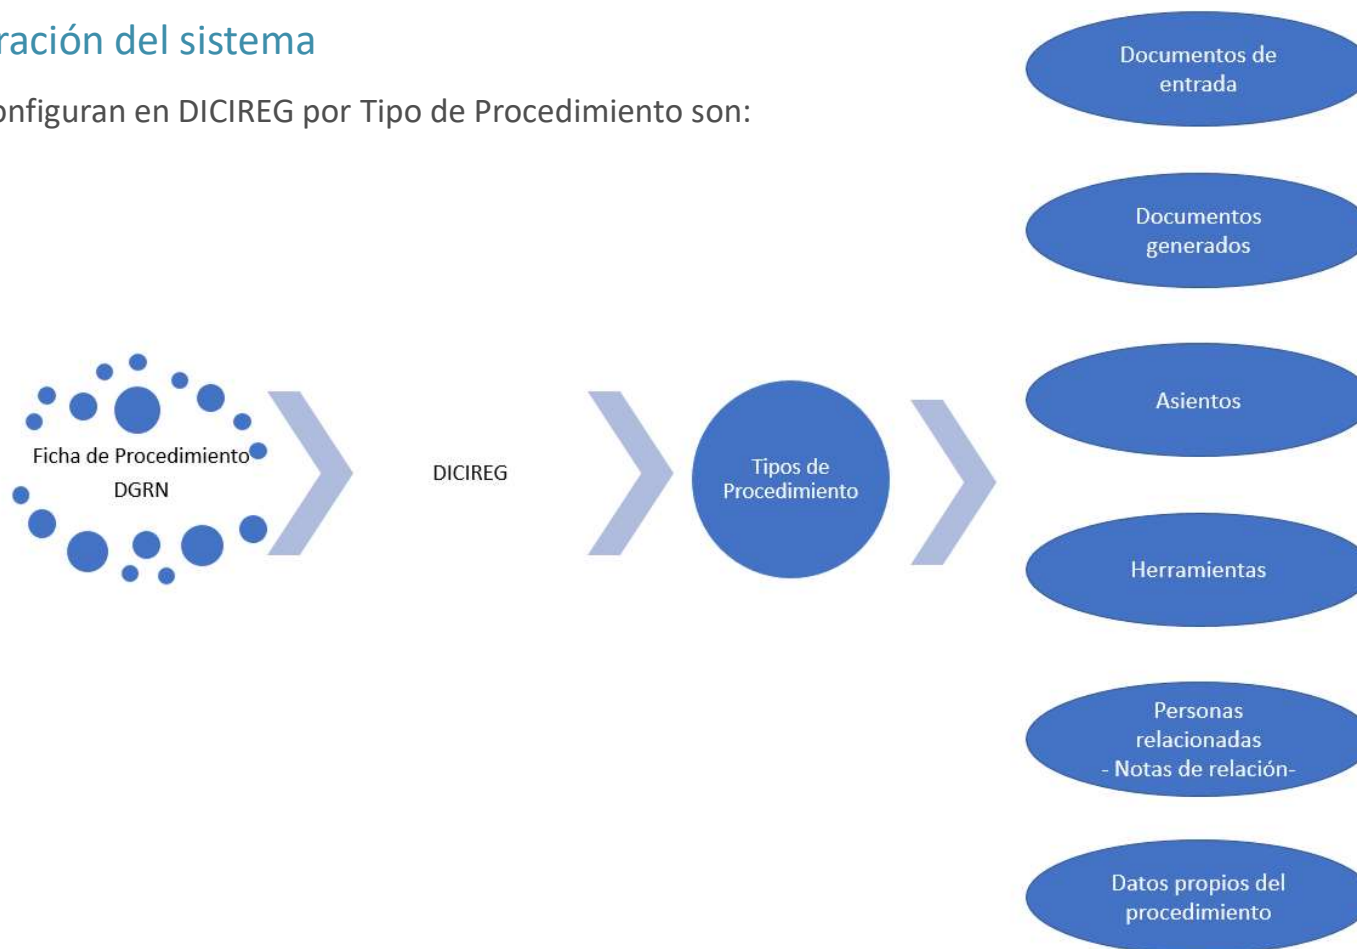 ración del sistema
onfiguran en DICIREG por Tipo de Procedimiento son:
Documentos de
entrada
Documentos
generados
Asientos
Ficha de Procedimiento
DGRN
DICIREG
Tipos de
Procedimiento
Herramientas
Personas
relacionadas
- Notas de relación-
Datos propios del
procedimiento